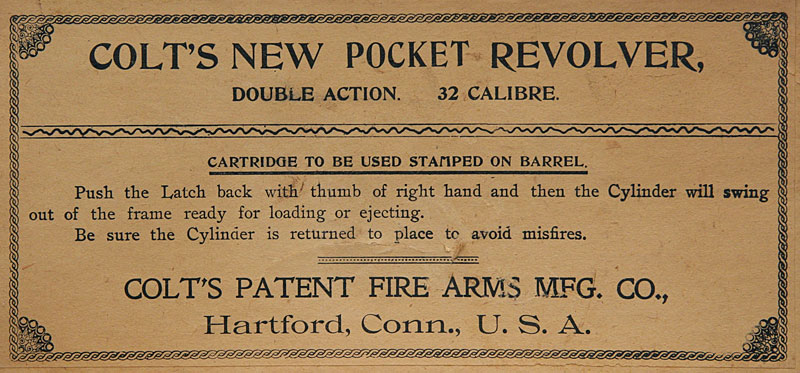 COLT'S NEW POCKET REVOLVER,
DOUBLE ACTION. 32 CALIBRE.
CARTRIDGE TO BE USED STAMPED ON BARREL.
Push the Latch back with thumb of right hand and then the Cylinder will swing
out of the frame ready for loading or ejecting.
Be sure the Cylinder is returned to place to avoid misfires.
COLT'S PATENT FIRE ARMS MFG. CO.,
Hartford, Conn., U. S. A.